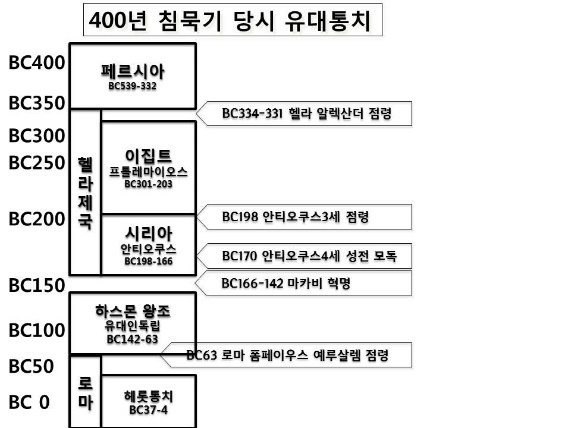 400년 침묵기 당시 유대통치
BC400
페르시아
BC539-332
BC350
BC334-331 헬라 알렉산더 점령
BC300
BC250
헬라제국
이집트
프톨레마이오스
BC301-203
BC200
BC198 안티오쿠스3세 점령
시리아
안티오쿠스
BC198-166
BC170 안티오쿠스4세 성전 모독
BC166-142 마카비 혁명
BC150
하스몬 왕조
유대인독립
BC142-63
BC100
BC63 로마 폼페이우스 예루살렘 점령
BC50
로마
헤롯통치
BC37-4
BC 0